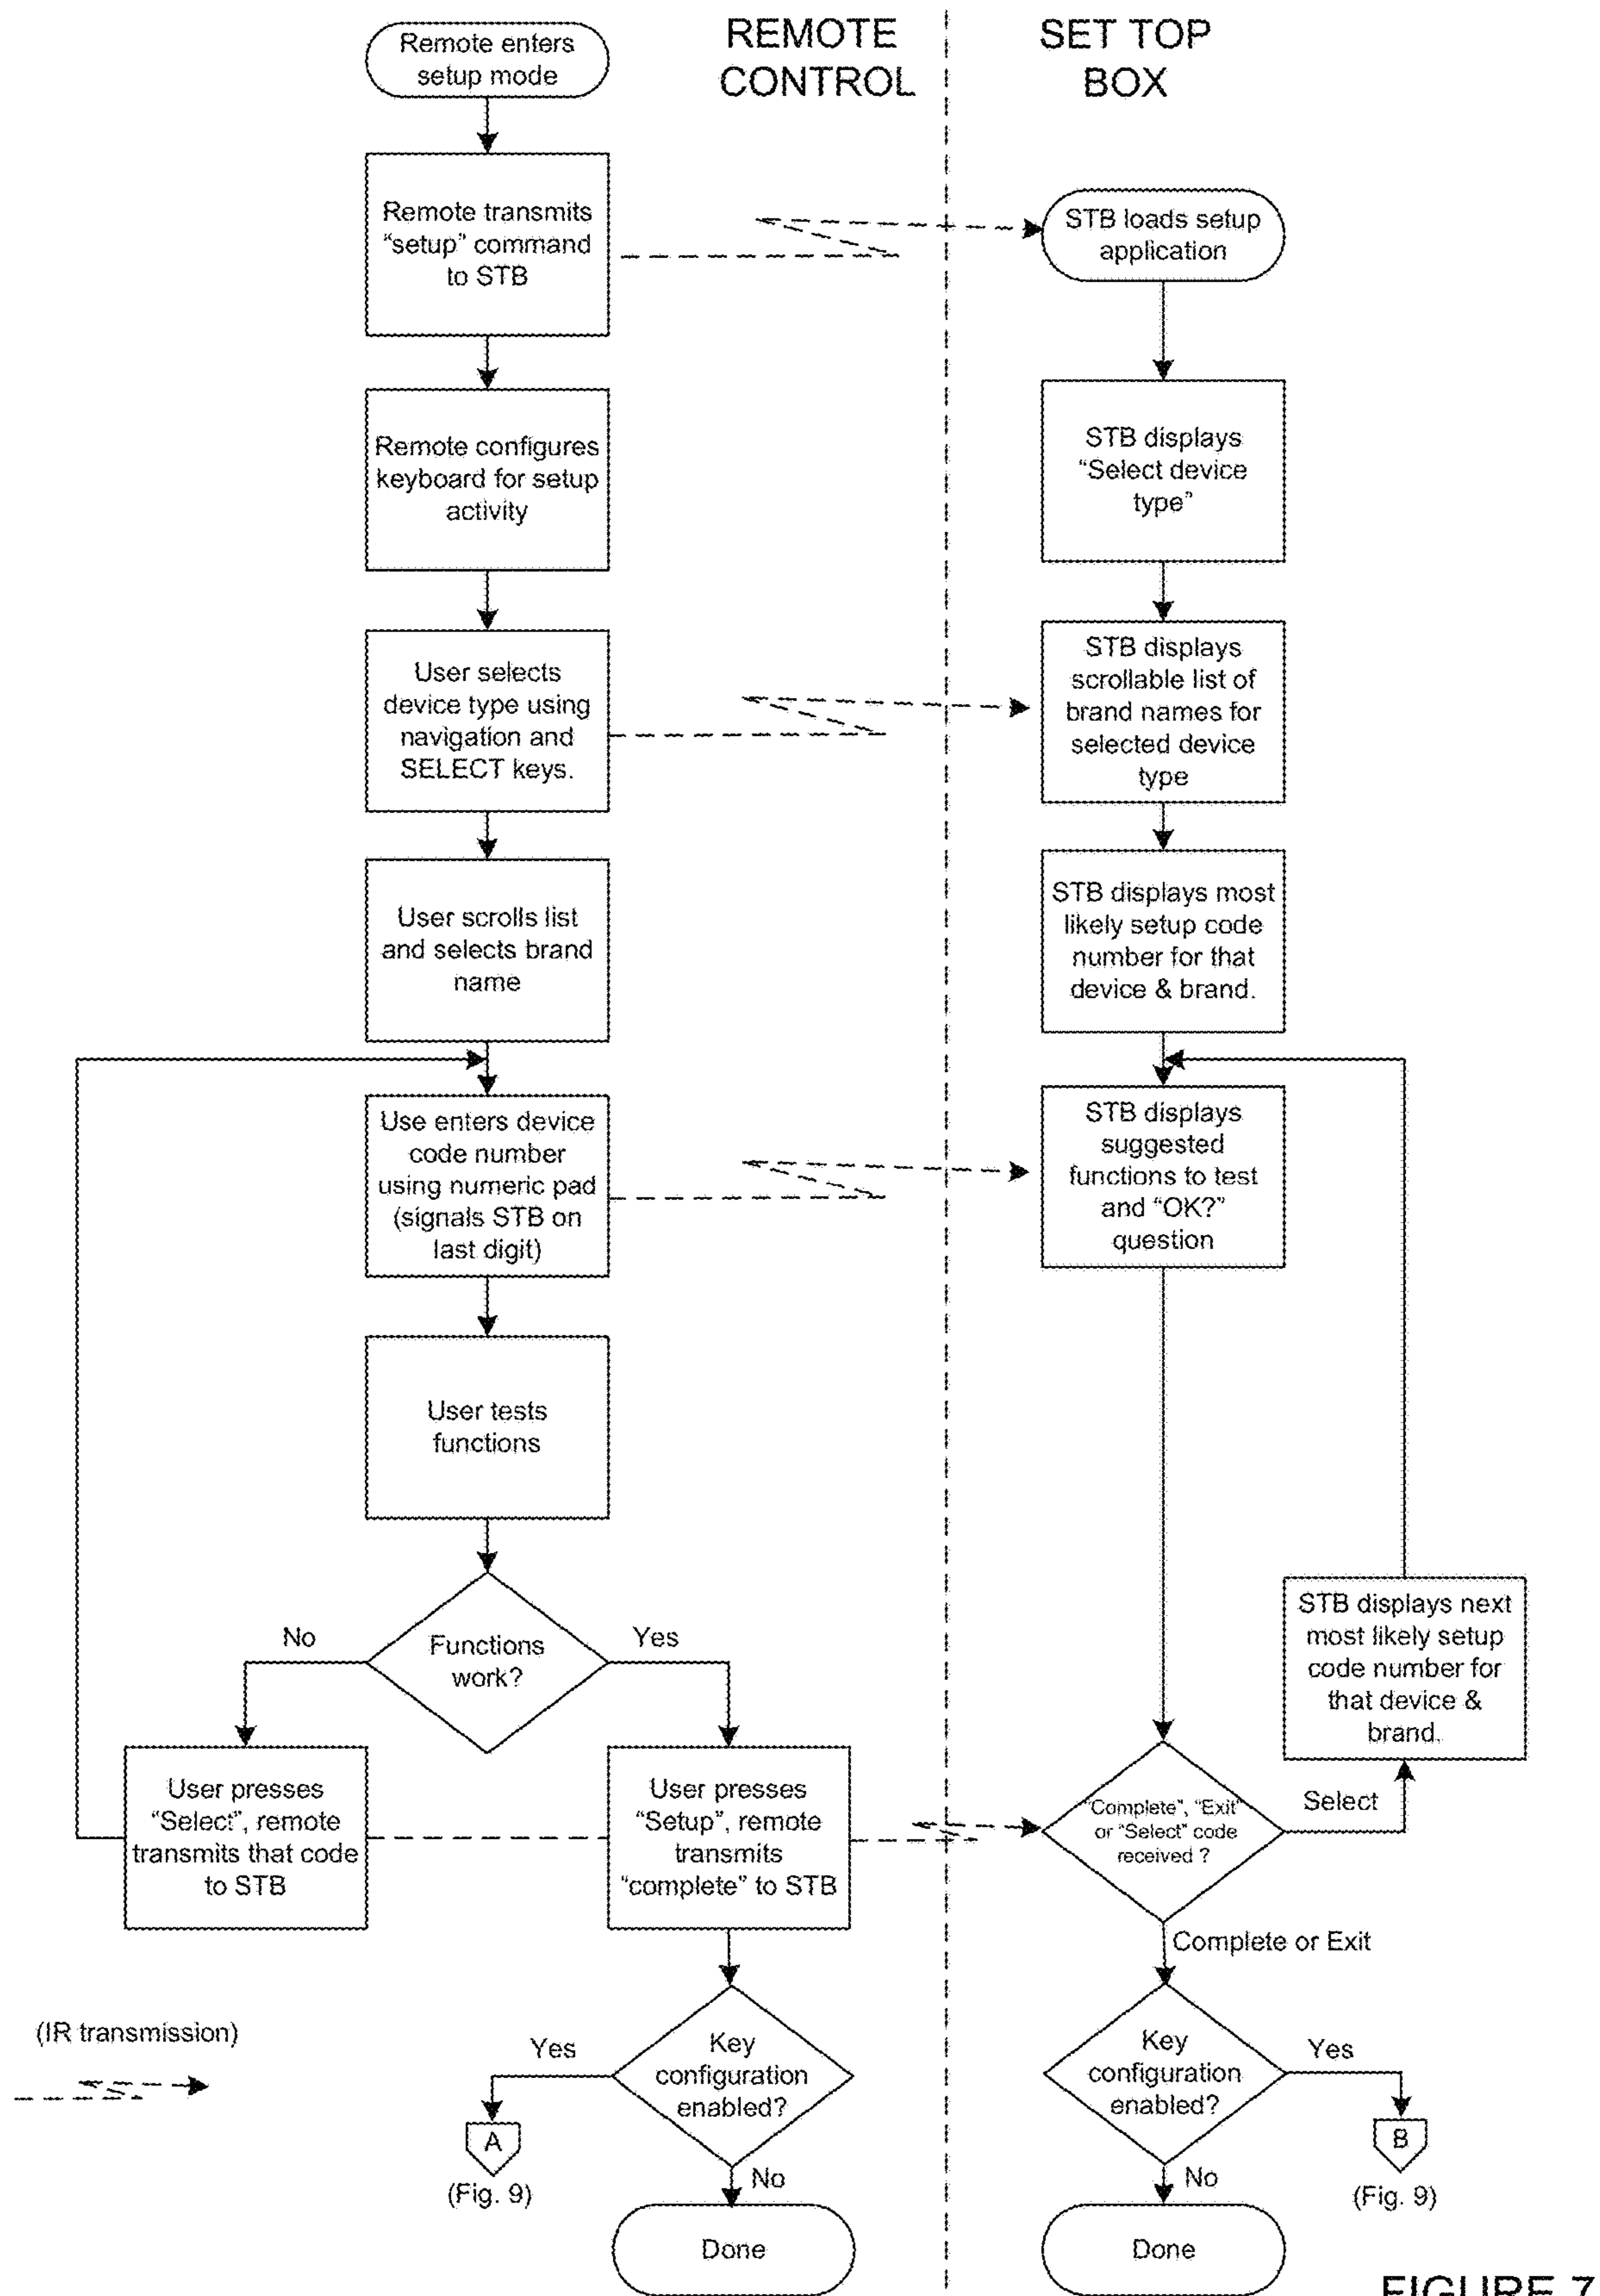 REMOTE
CONTROL
SET TOP
BOX
Remote enters
setup mode
Remote transmits
“setup” command
to STB
Remote configures
keyboard for setup
activity
User selects
device type using
navigation and
SELECT keys.
User scrolls list
and selects brand
name
Use enters device
code number
using numeric pad
(signals STB on
last digit)
User tests
functions
Functions
work?
No
Yes
User presses
“Select”, remote
transmits that code
to STB
User presses
“Setup”, remote
transmits
“complete” to STB
Key
configuration
enabled?
Yes
A
(Fig. 9)
No
Done
(IR transmission)
STB loads setup
application
STB displays
“Select device
type”
STB displays
scrollable list of
brand names for
selected device
type
STB displays most
likely setup code
number for that
device & brand.
STB displays
suggested
functions to test
and “OK?”
question
STB displays next
most likely setup
code number for
that device &
brand.
“Complete”, “Exit”
or “Select” code
received ?
Select
Complete or Exit
Key
configuration
enabled?
Yes
B
(Fig. 9)
No
Done
FIGURE 7